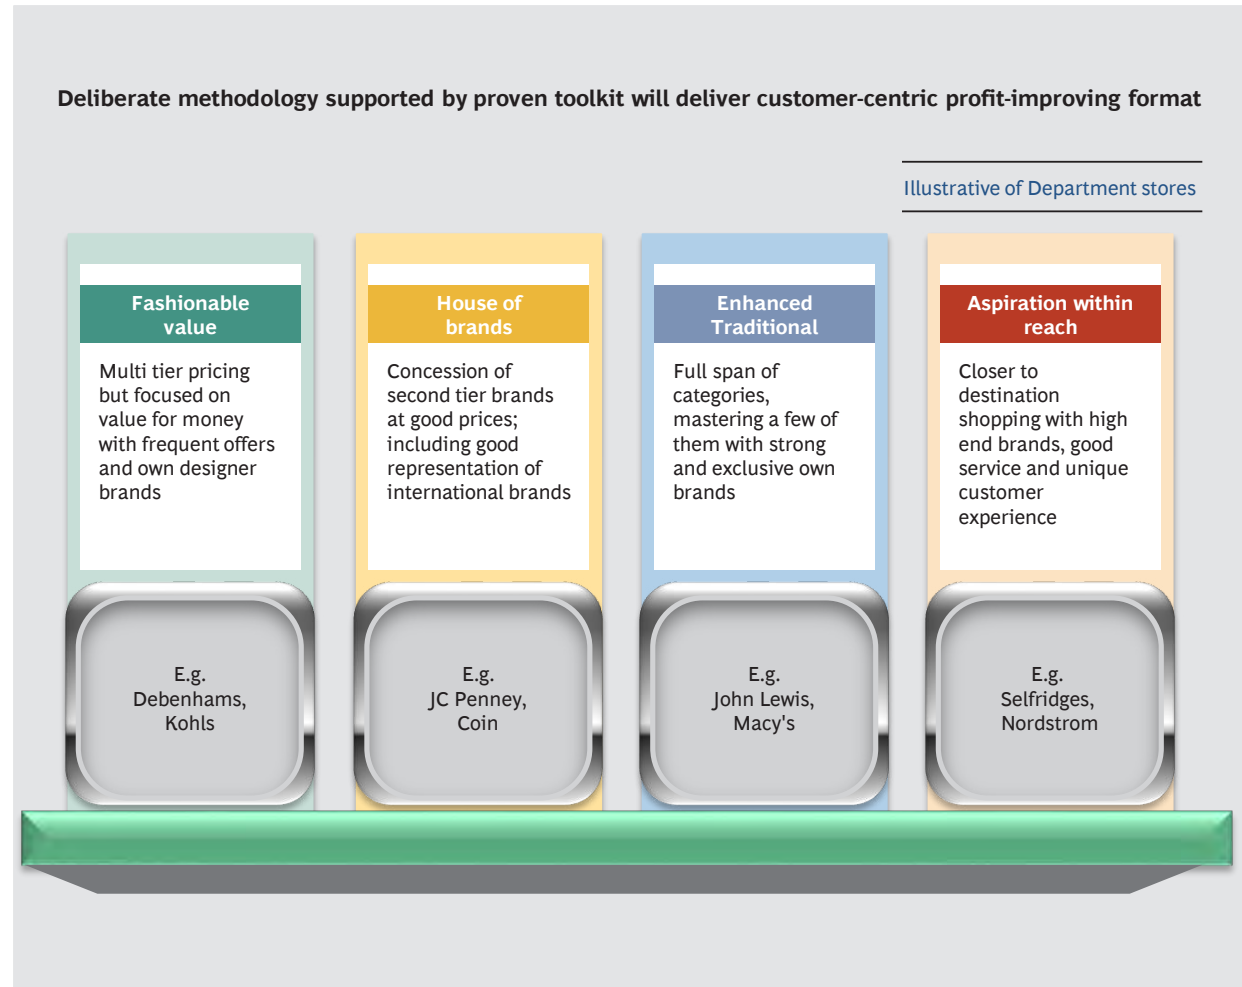 Deliberate methodology supported by proven toolkit will deliver customer-centric profit-improving format
Illustrative of Department stores
Fashionable
value
Multi tier pricing
but focused on
value for money
with frequent offers
and own designer
brands
E.g.
Debenhams,
Kohls
House of
brands
Concession of
second tier brands
at good prices;
including good
representation of
international brands
E.g.
JC Penney,
Coin
Enhanced
Traditional
Full span of
categories,
mastering a few of
them with strong
and exclusive own
brands
E.g.
John Lewis,
Macy's
Aspiration within
reach
Closer to
destination
shopping with high
end brands, good
service and unique
customer
experience
E.g.
Selfridges,
Nordstrom